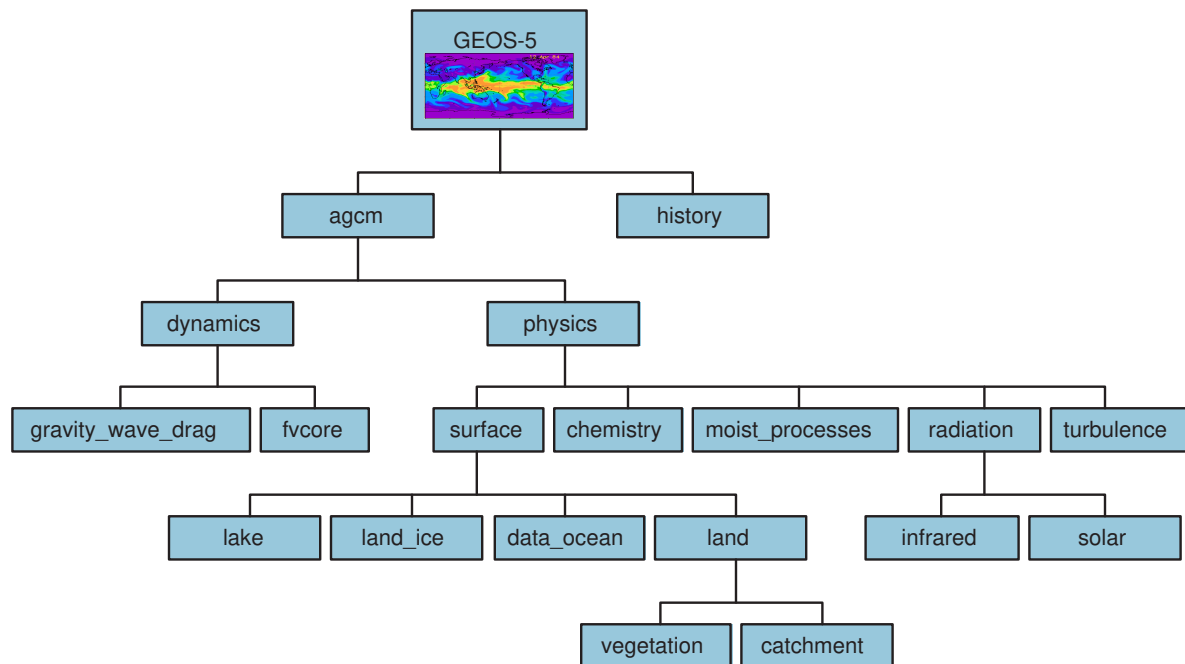 GEOS-5
agcm
history
dynamics
physics
gravity_wave_drag
fvcore
surface
chemistry
moist_processes
radiation
turbulence
lake
land_ice
data_ocean
land
infrared
solar
vegetation
catchment